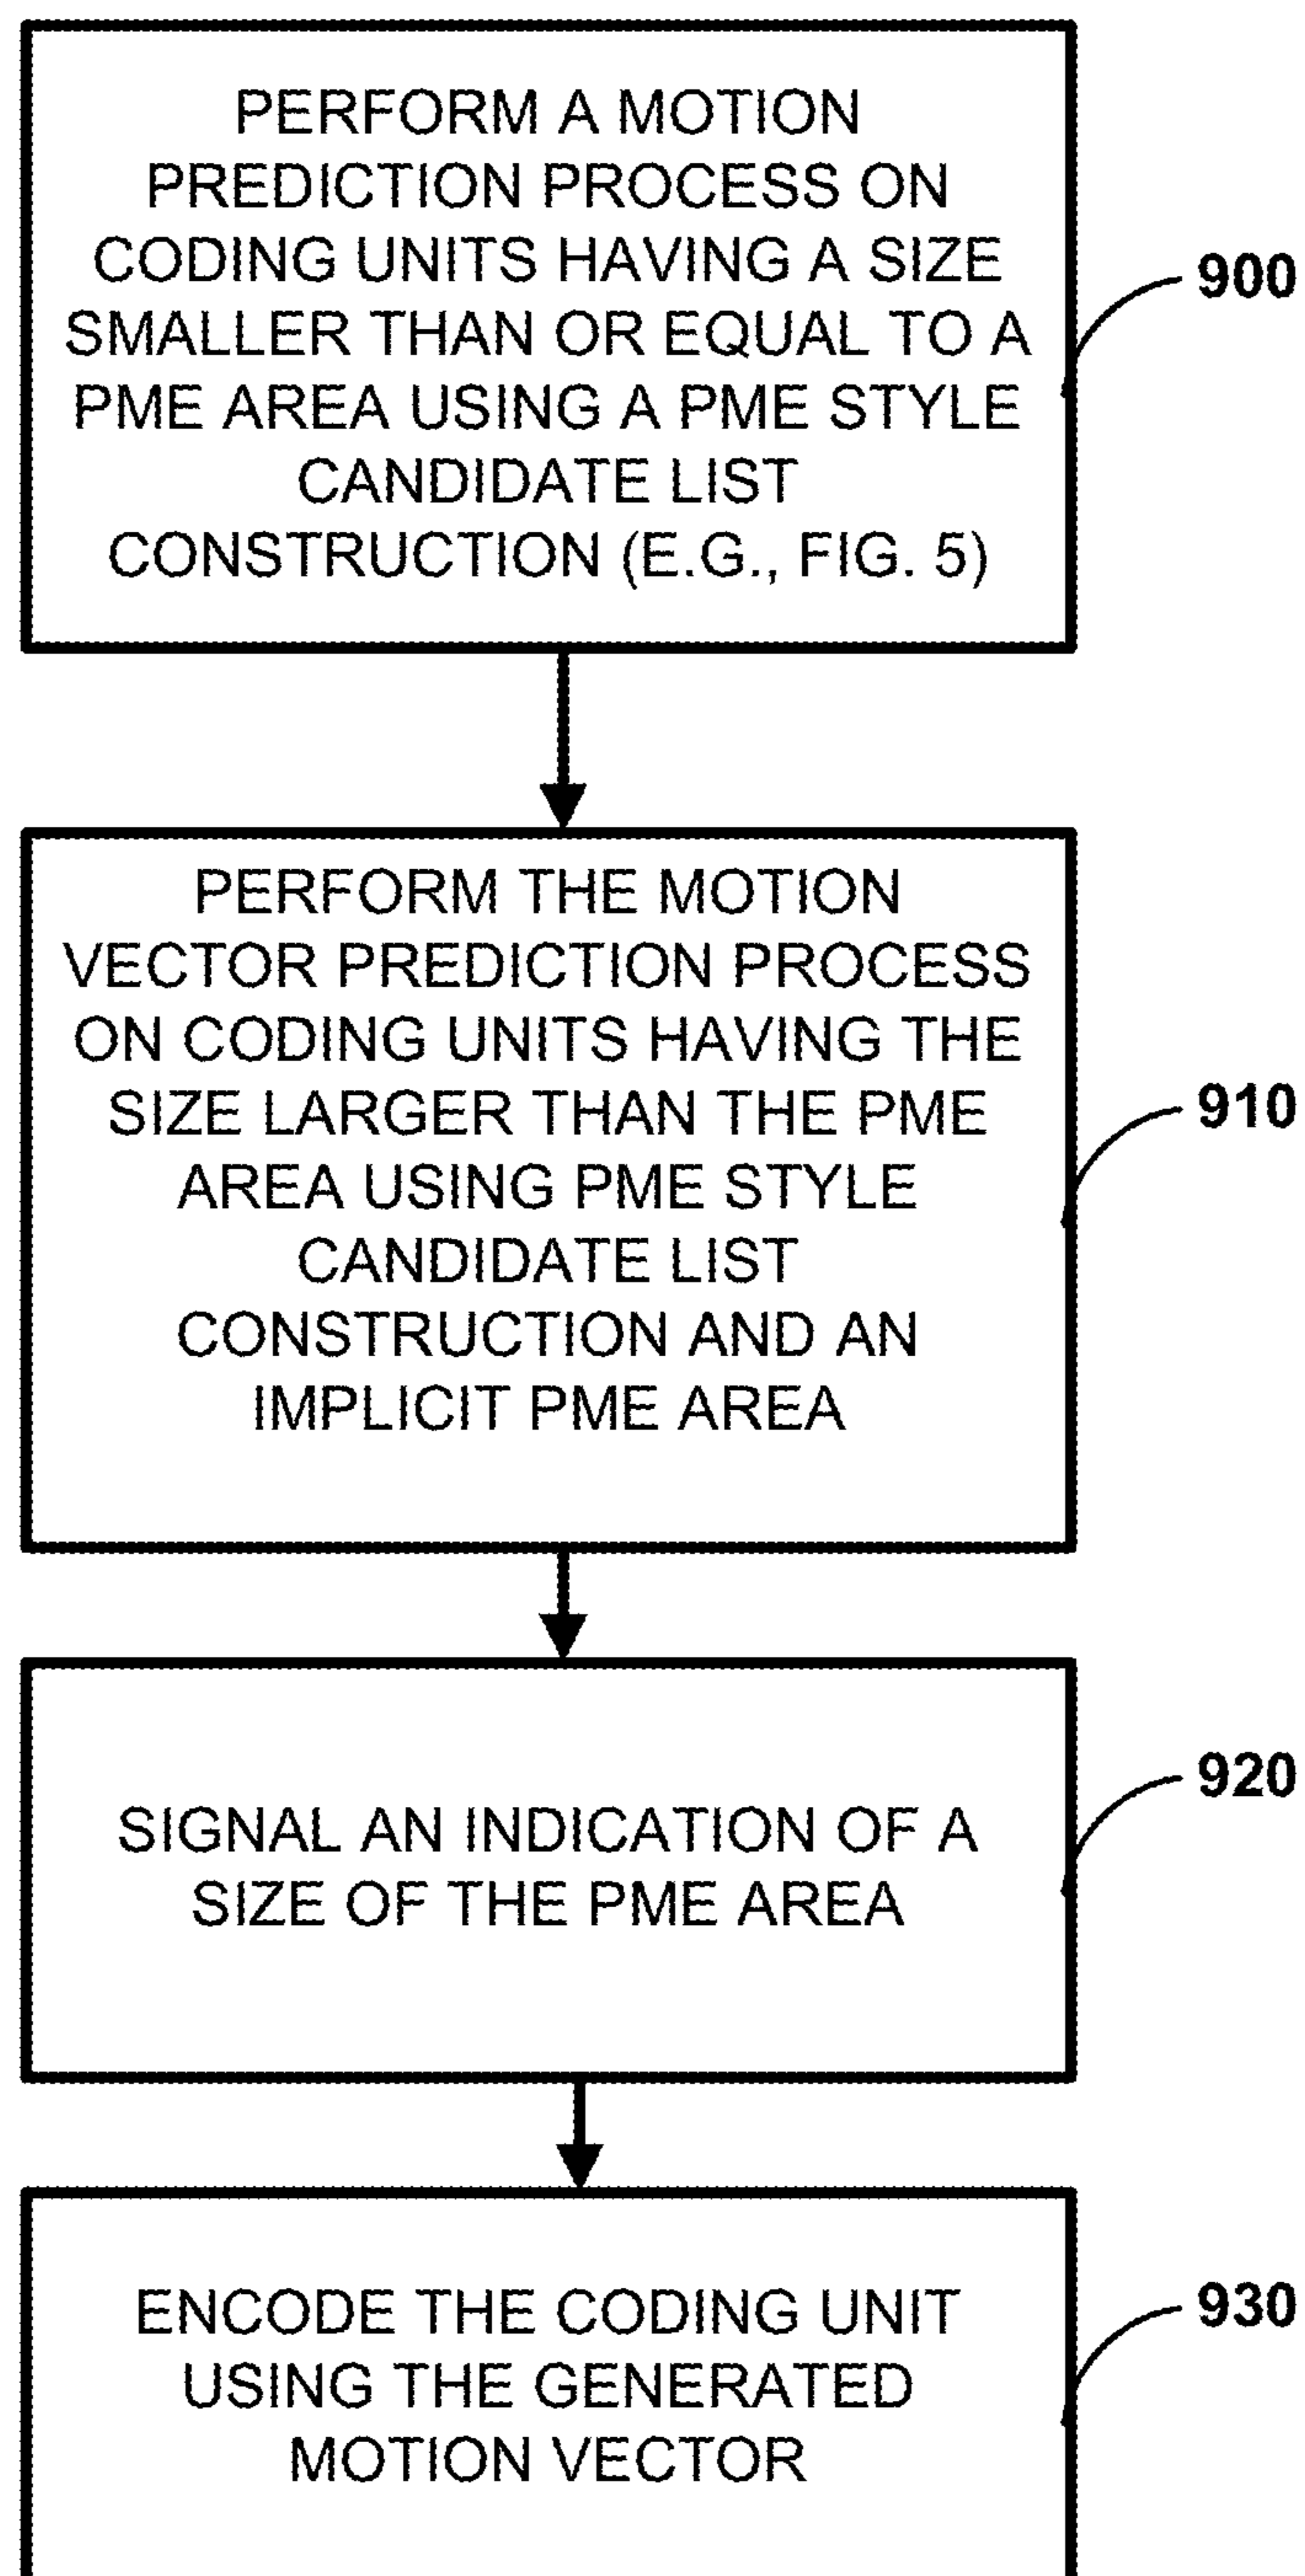 PERFORM A MOTION
PREDICTION PROCESS ON
CODING UNITS HAVING A SIZE
SMALLER THAN OR EQUAL TO A
PME AREA USING A PME STYLE
CANDIDATE LIST
CONSTRUCTION (E.G., FIG. 5)
900
PERFORM THE MOTION
VECTOR PREDICTION PROCESS
ON CODING UNITS HAVING THE
SIZE LARGER THAN THE PME
AREA USING PME STYLE
CANDIDATE LIST
CONSTRUCTION AND AN
IMPLICIT PME AREA
910
SIGNAL AN INDICATION OF A
SIZE OF THE PME AREA
920
ENCODE THE CODING UNIT
USING THE GENERATED
MOTION VECTOR
930